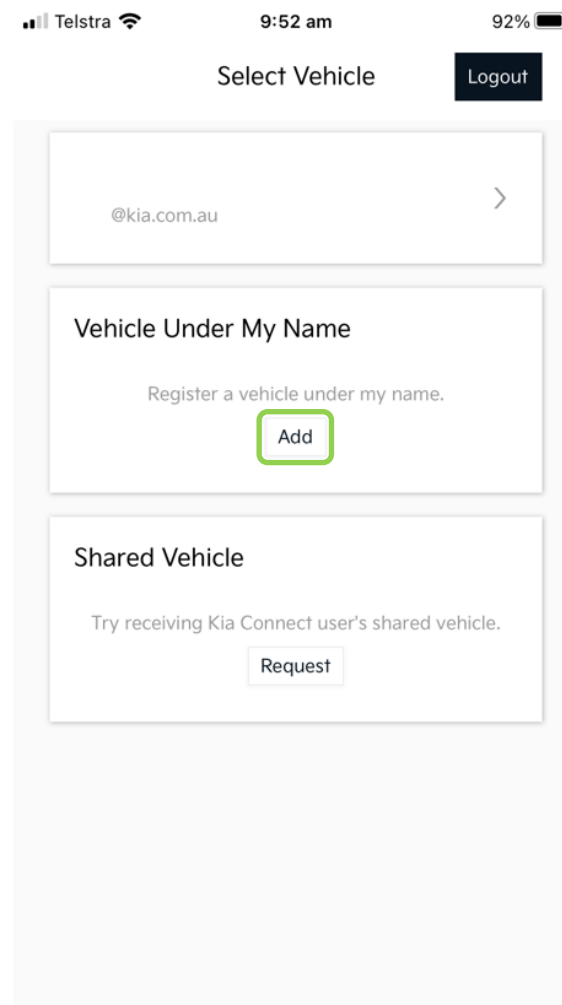 Telstra 9:52 am 92%
Select Vehicle Logout
@kia.com.au
Vehicle Under My Name
Register a vehicle under my name.
Add
Shared Vehicle
Try receiving Kia Connect user's shared vehicle.
Request